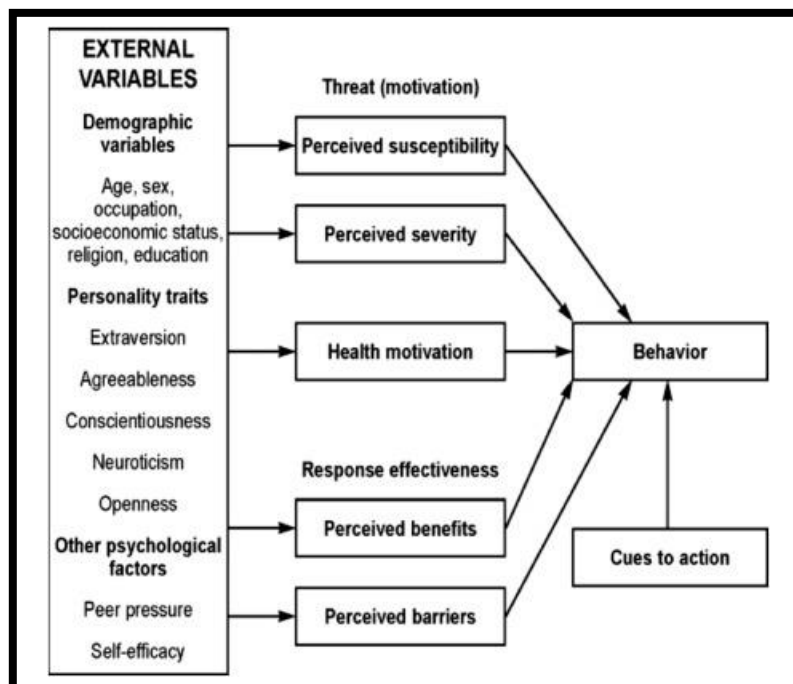 EXTERNAL
VARIABLES
Demographic
variables
Age, sex,
occupation,
socioeconomic status,
religion, education
Personality traits
Extraversion
Agreeableness
Conscientiousness
Neuroticism
Openness
Other psychological
factors
Peer pressure
Self-efficacy
Threat (motivation)
Perceived susceptibility
Perceived severity
Health motivation
Response effectiveness
Perceived benefits
Perceived barriers
Behavior
Cues to action